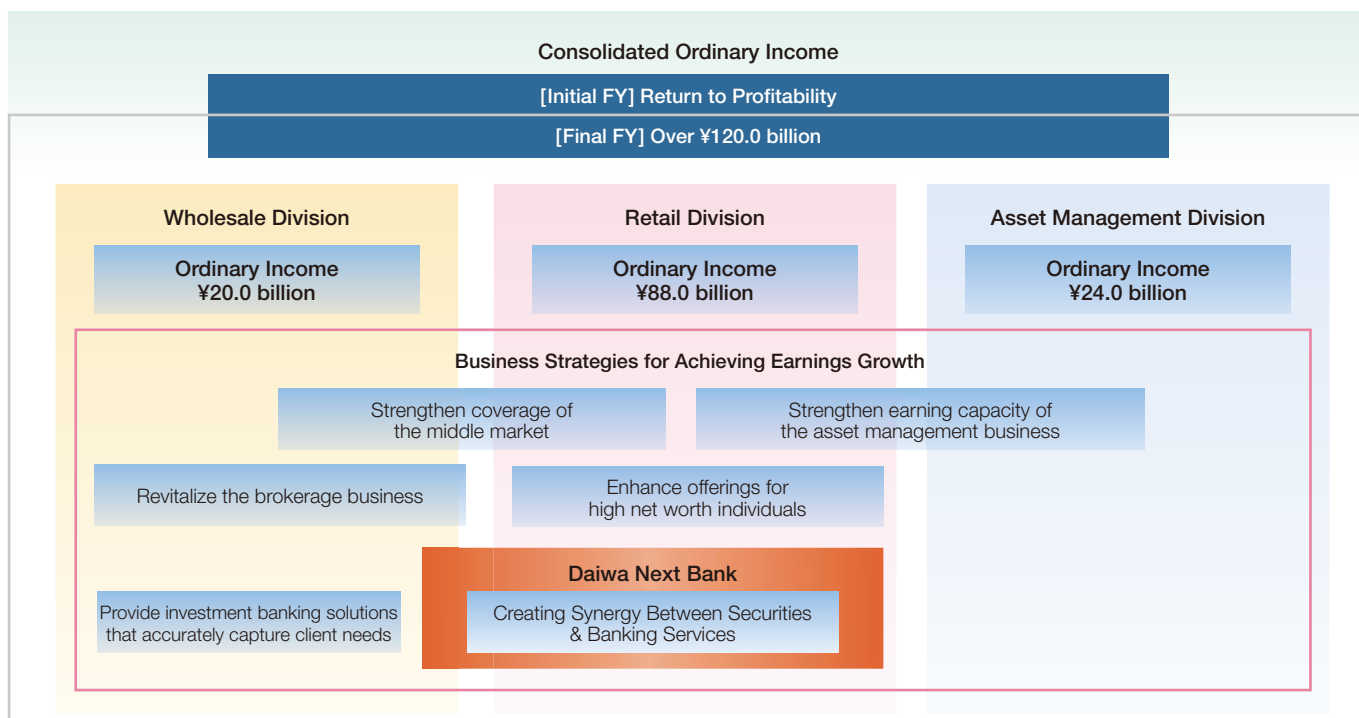 Consolidated Ordinary Income
[Initial FY] Return to Profitability
[Final FY] Over ¥120.0 billion
Wholesale Division
Ordinary Income
¥20.0 billion
Retail Division
Ordinary Income
¥88.0 billion
Asset Management Division
Ordinary Income
¥24.0 billion
Business Strategies for Achieving Earnings Growth
Strengthen coverage of
the middle market
Strengthen earning capacity of
the asset management business
Revitalize the brokerage business
Enhance offerings for
high net worth individuals
Provide investment banking solutions
that accurately capture client needs
Daiwa Next Bank
Creating Synergy Between Securities
& Banking Services